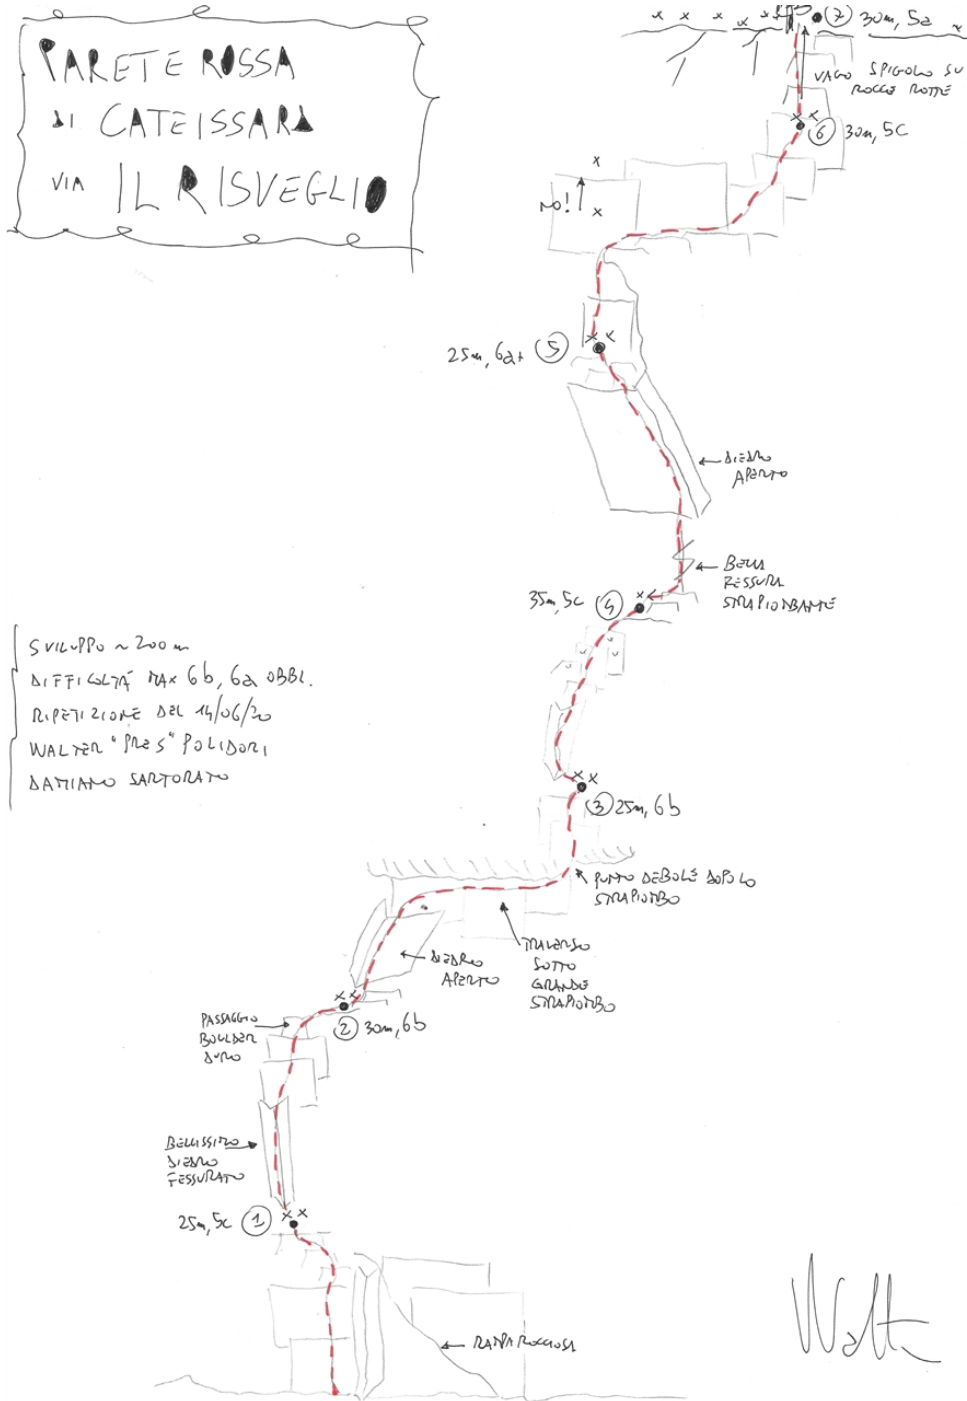 PARETE ROSSA
DI CATEISSARD
VIA IL RISVEGLIO
7 30m, 5a
VAGO SPIGOLO SU
ROCCE ROTTE
6 30m, 5c
NO!
25m, 6a+ 5
DIEDRO
APERTO
BELLA
FESSURA
STRAPIOMBANTE
35m, 5c 4
SVILUPPO ~ 200 m
DIFFICOLTÀ MAX 6b, 6a OBBL.
RIPETIZIONE DEL 14/06/20
WALTER "PRES" POLIDORI
DAMIANO SARTORATO
3 25m, 6b
PUNTO DEBOLE DOPO LO
STRAPIOMBO
DIEDRO
APERTO
TRAVERSO
SOTTO
GRANDE
STRAPIOMBO
PASSAGGIO
BOULDER
DURO
2 30m, 6b
BELLISSIMO
DIEDRO
FESSURATO
25m, 5c 1
RAMPA ROCCIOSA
Walter